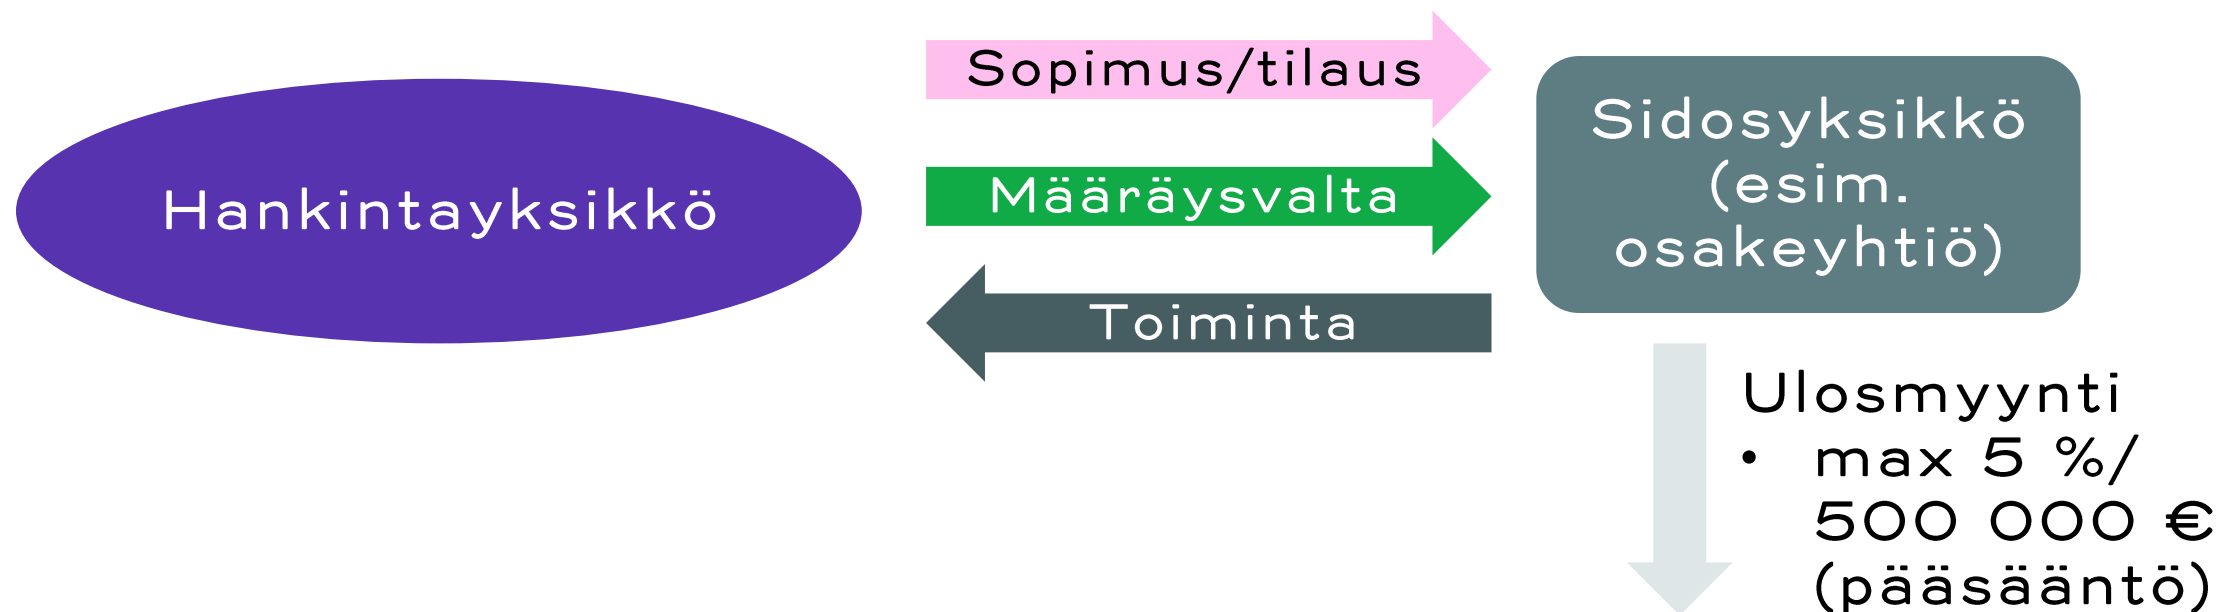 Hankintayksikkö
Sopimus/tilaus
Määräysvalta
Toiminta
Sidosyksikkö
(esim.
osakeyhtiö)
Ulosmyynti
• max 5 %/
500 000 €
(pääsääntö)